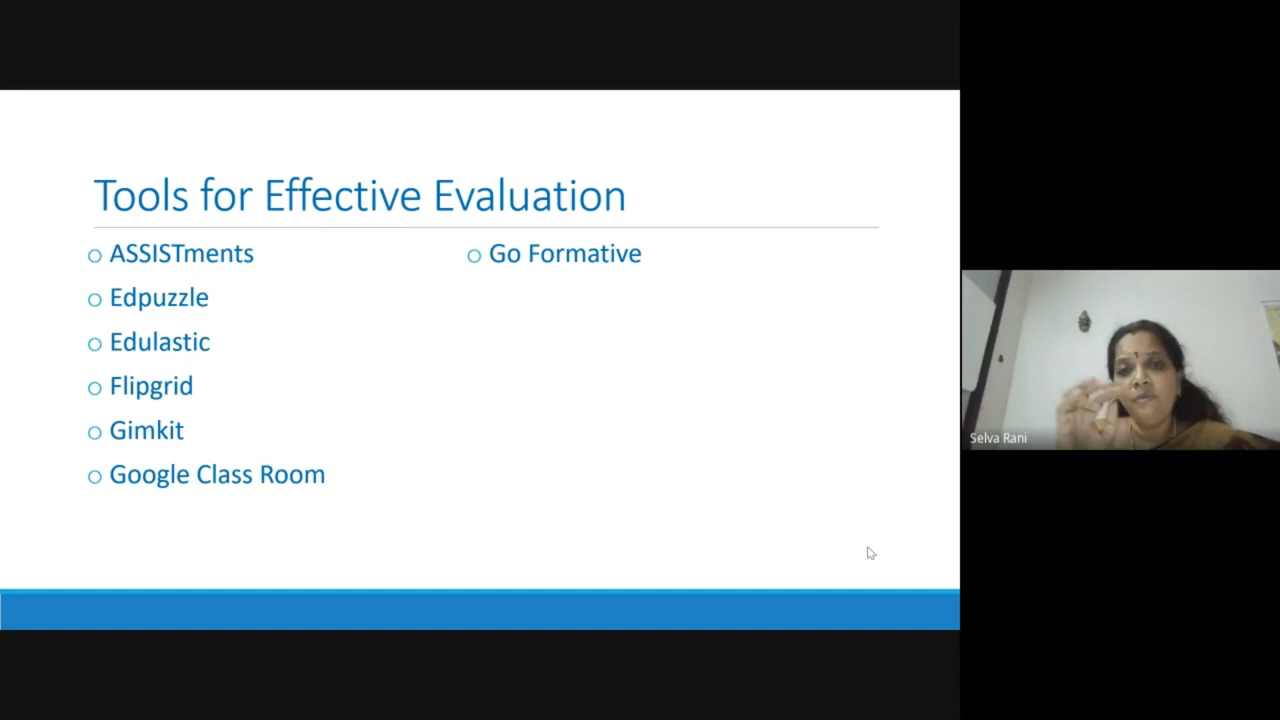 Tools for Effective Evaluation
ASSISTments
Edpuzzle
Edulastic
Flipgrid
Gimkit
Google Class Room
Go Formative
Selva Rani